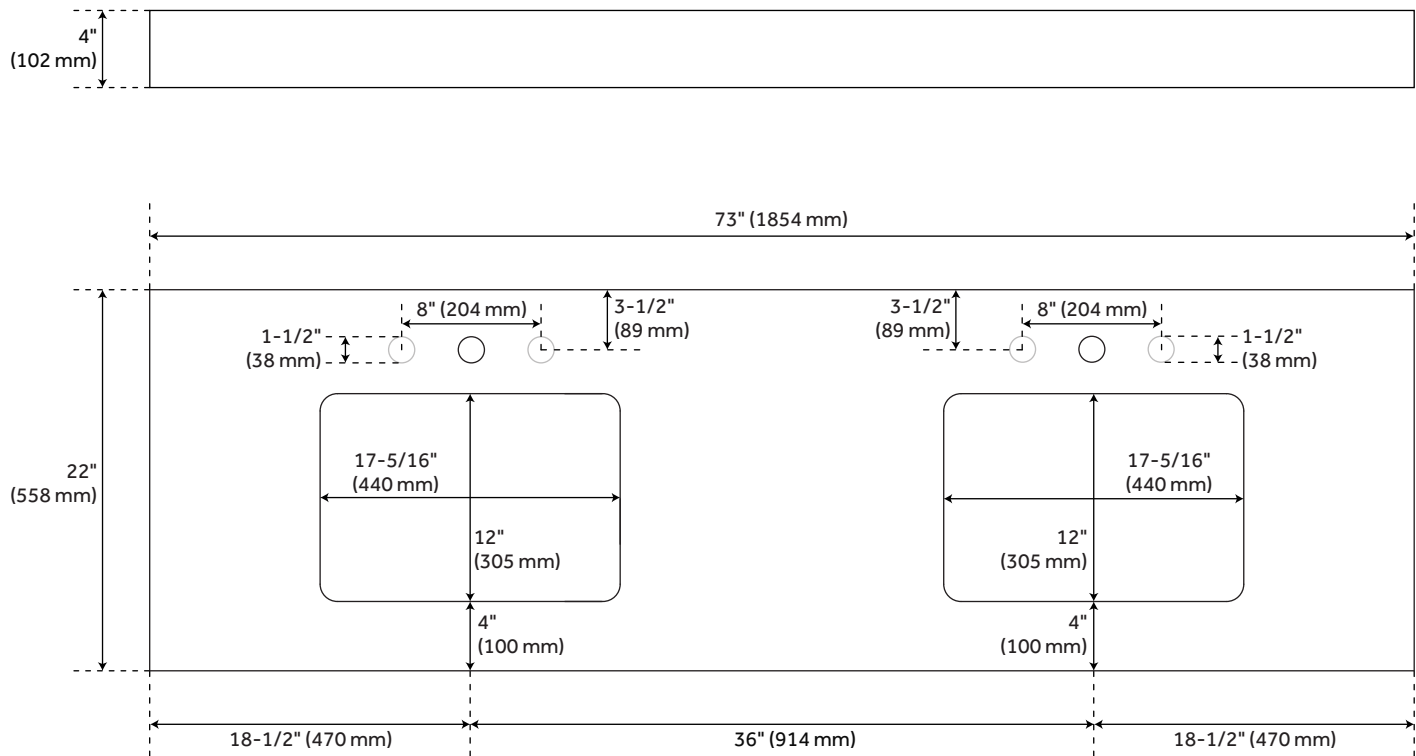 4"
(102 mm)
73" (1854 mm)
8" (204 mm)
3-1/2"
(89 mm)
1-1/2"
(38 mm)
3-1/2"
(89 mm)
8" (204 mm)
1-1/2"
(38 mm)
22"
(558 mm)
17-5/16"
(440 mm)
12"
(305 mm)
4"
(100 mm)
17-5/16"
(440 mm)
12"
(305 mm)
4"
(100 mm)
18-1/2" (470 mm)
36" (914 mm)
18-1/2" (470 mm)